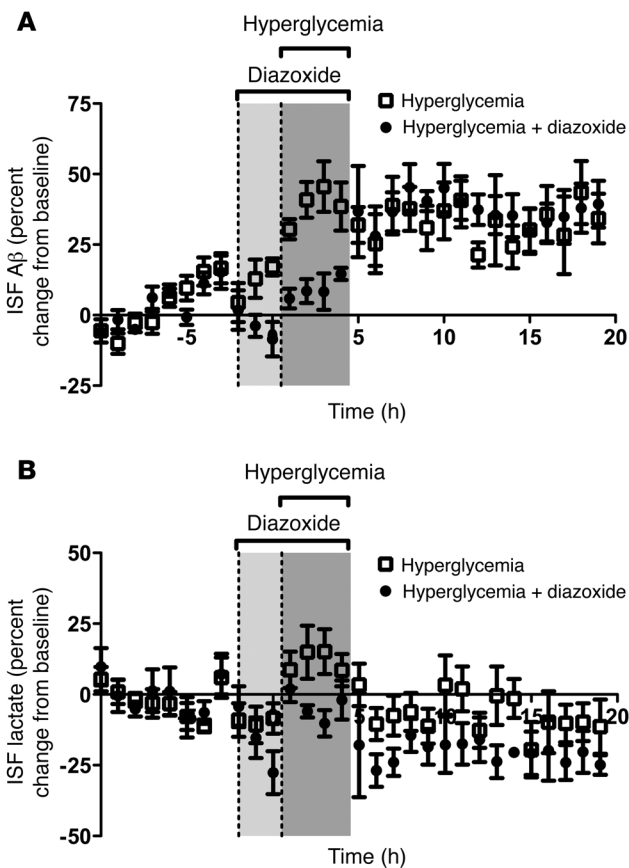 A
Hyperglycemia
Diazoxide
Hyperglycemia
Hyperglycemia + diazoxide
ISF Aβ (percent
change from baseline)
75
50
25
0
-25
-5
5
10
15
20
Time (h)
B
Hyperglycemia
Diazoxide
Hyperglycemia
Hyperglycemia + diazoxide
ISF lactate (percent
change from baseline)
50
25
0
-25
-50
5
10
15
20
Time (h)